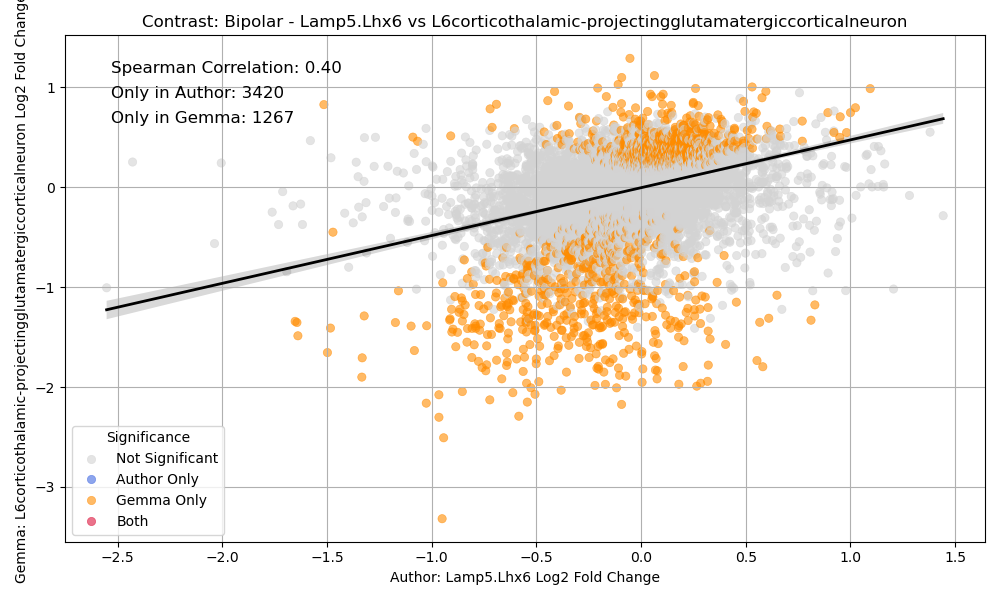 Contrast: Bipolar - Lamp5.Lhx6 vs L6corticothalamic-projectingglutamatergiccorticalneuron
Spearman Correlation: 0.40
Only in Author: 3420
Only in Gemma: 1267
Gemma: L6corticothalamic-projectingglutamatergiccorticalneuron Log2 Fold Change
1
0
−1
−2
−3
Significance
Not Significant
Author Only
Gemma Only
Both
−2.5 −2.0 −1.5 −1.0 −0.5 0.0 0.5 1.0 1.5
Author: Lamp5.Lhx6 Log2 Fold Change